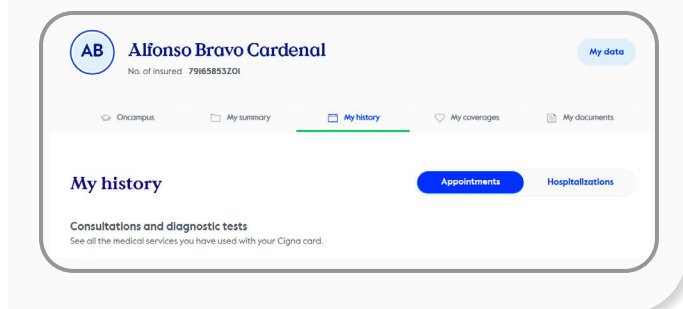 AB
Alfonso Bravo Cardenal
My data
No. of insured 79165853Z01
Oncampus
My summary
My history
My coverages
My documents
My history
Appointments
Hospitalizations
Consultations and diagnostic tests
See all the medical services you have used with your Cigna card.